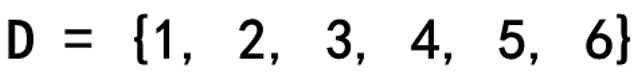 D = {1, 2, 3, 4, 5, 6}